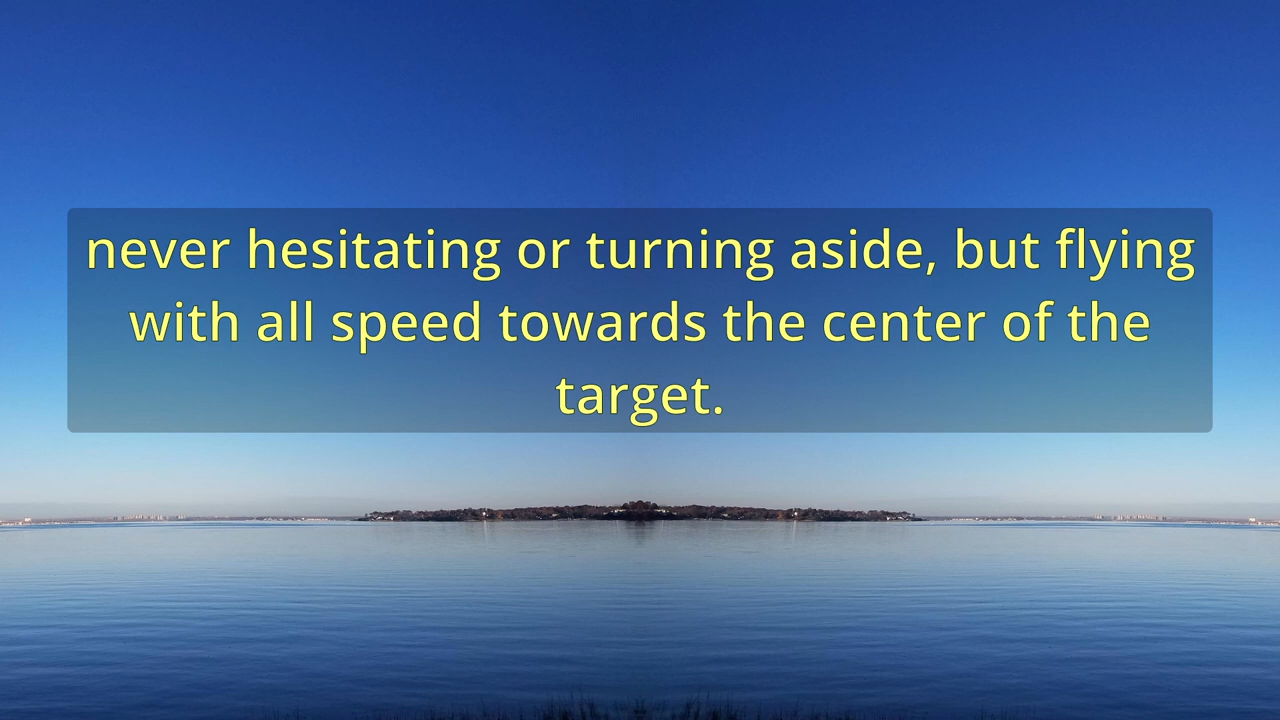 never hesitating or turning aside, but flying
with all speed towards the center of the
target.